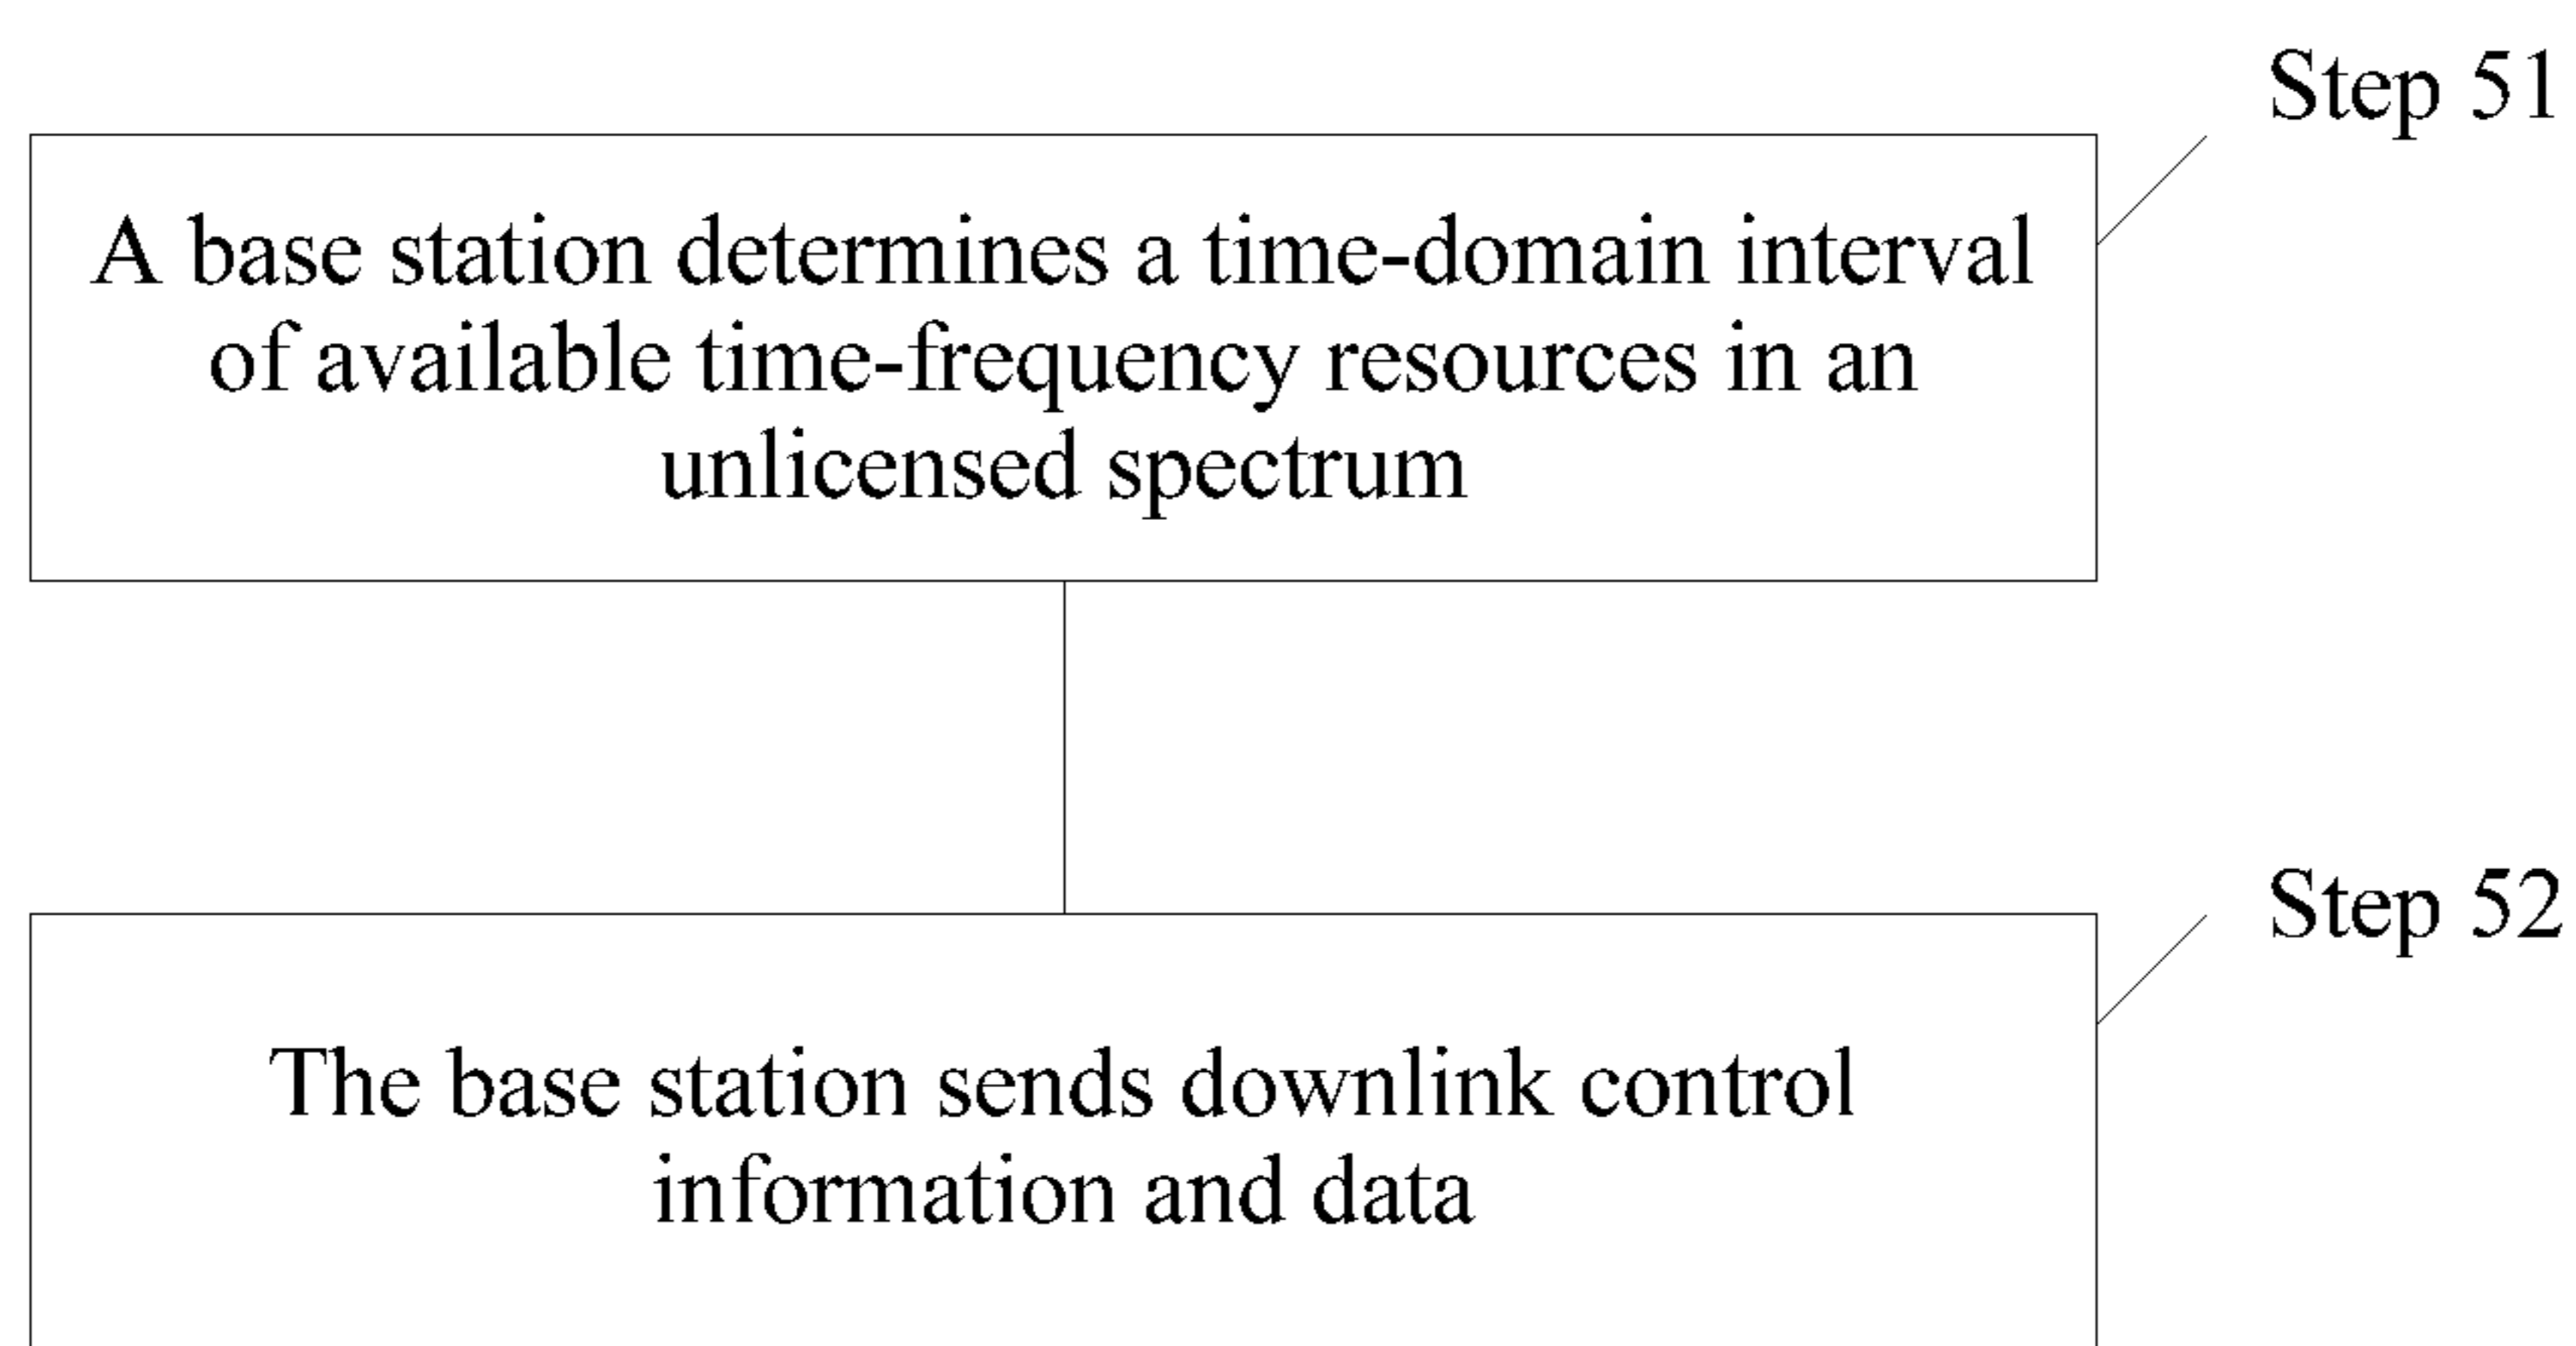 Step 51
A base station determines a time-domain interval
of available time-frequency resources in an
unlicensed spectrum
Step 52
The base station sends downlink control
information and data